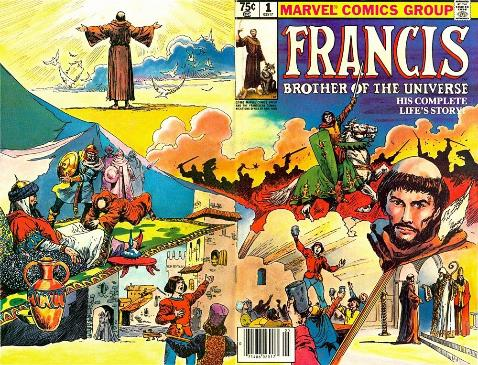 75¢
1
MARVEL COMICS GROUP
FRANCIS
BROTHER OF THE UNIVERSE
HIS COMPLETE
LIFE'S STORY!